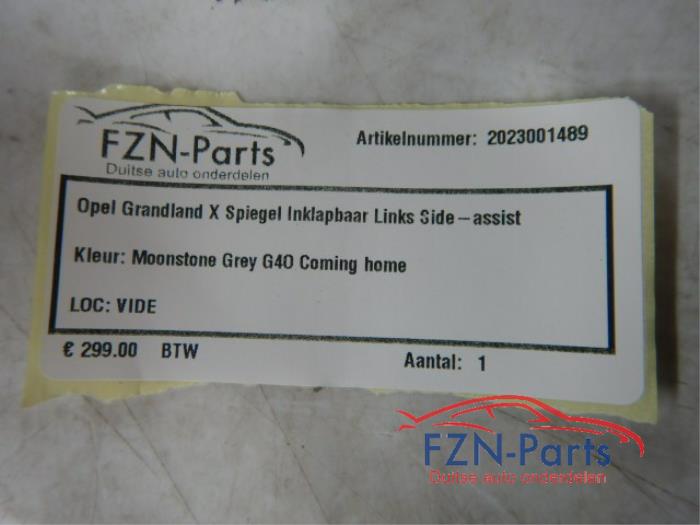 FZN-Parts
Duitse auto onderdelen
Artikelnummer: 2023001489
Opel Grandland X Spiegel Inklapbaar Links Side-assist
Kleur: Moonstone Grey G4O Coming home
LOC: VIDE
€ 299.00 BTW
Aantal: 1
FZN-Parts
Duitse auto onderdelen